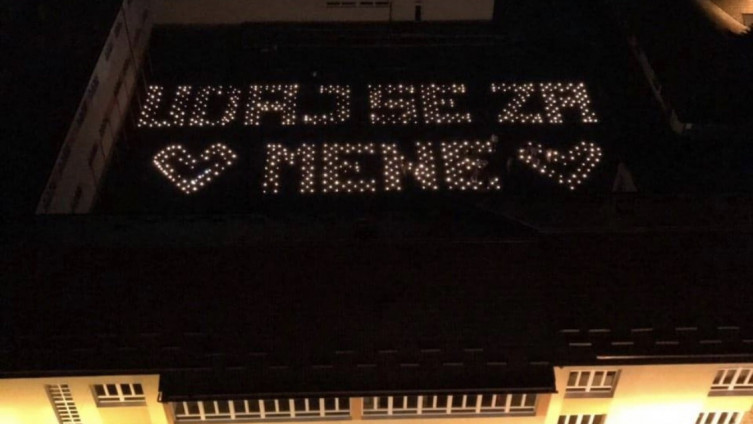 UDAJ SE ZA
MENE